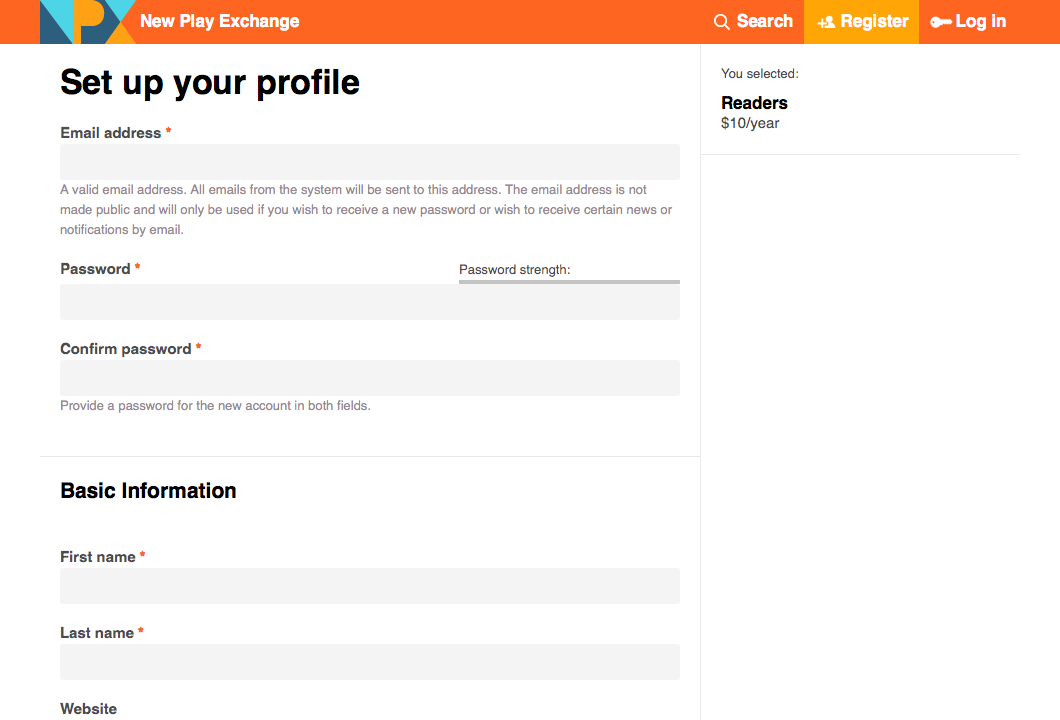 NPX New Play Exchange Search Register Log in
Set up your profile
You selected:
Readers
$10/year
Email address *
A valid email address. All emails from the system will be sent to this address. The email address is not
made public and will only be used if you wish to receive a new password or wish to receive certain news or
notifications by email.
Password *
Password strength:
Confirm password *
Provide a password for the new account in both fields.
Basic Information
First name *
Last name *
Website